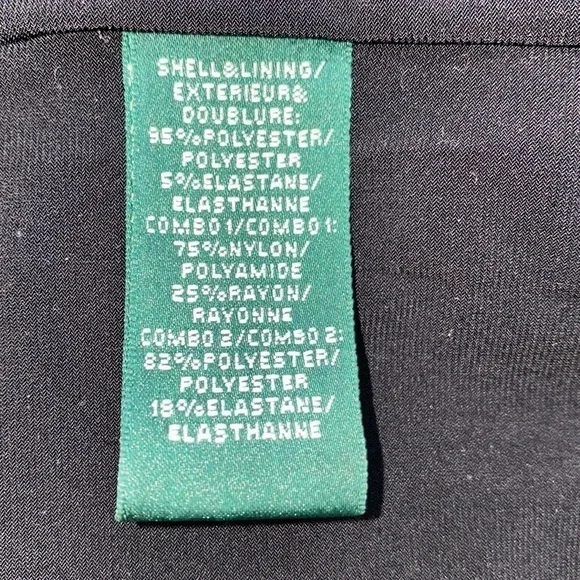 SHELL&LINING/
EXTERIEUR&
DOUBLURE:
95%POLYESTER/
POLYESTER
5%ELASTANE/
ELASTHANNE
COMBO1/COMBO1:
75%NYLON/
POLYAMIDE
25%RAYON/
RAYONNE
COMBO 2/COMBO 2:
82%POLYESTER/
POLYESTER
18%ELASTANE/
ELASTHANNE